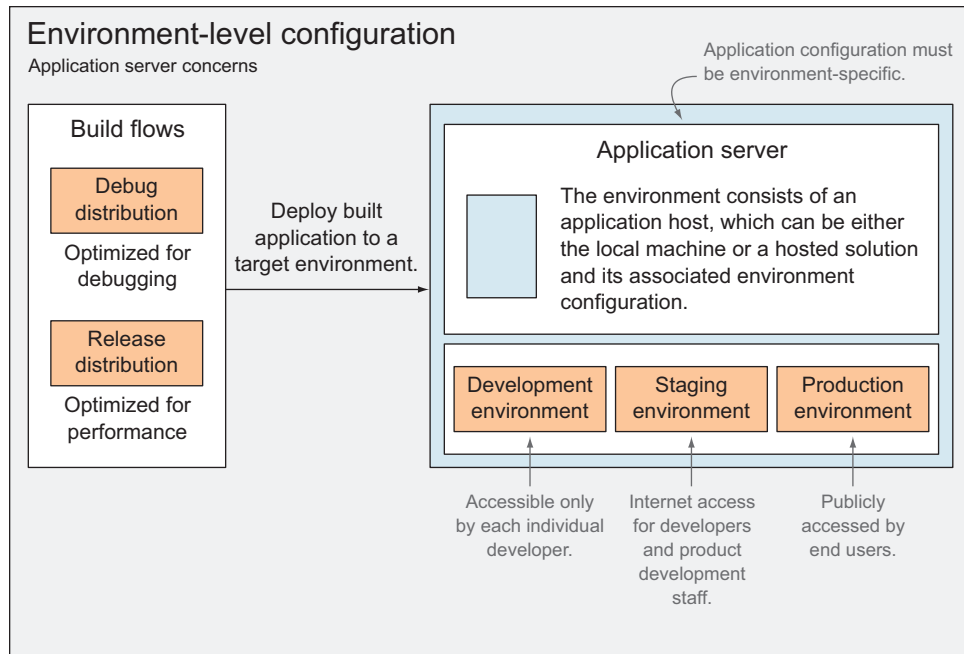 Environment-level configuration
Application server concerns
Application configuration must
be environment-specific.
Build flows
Debug
distribution
Optimized for
debugging
Release
distribution
Optimized for
performance
Deploy built
application to a
target environment.
Application server
The environment consists of an
application host, which can be either
the local machine or a hosted solution
and its associated environment
configuration.
Development
environment
Staging
environment
Production
environment
Accessible only
by each individual
developer.
Internet access
for developers
and product
development
staff.
Publicly
accessed by
end users.